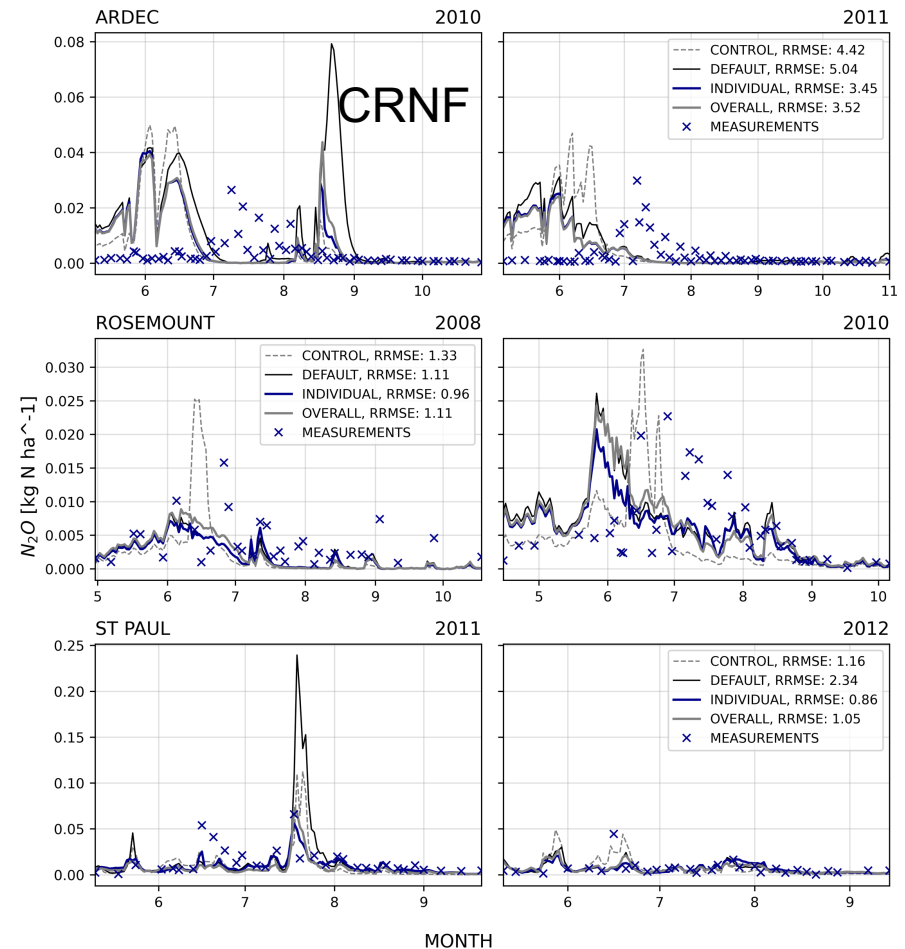 ARDEC 2010
2011
0.08
0.06
0.04
0.02
0.00
CRNF
CONTROL, RRMSE: 4.42
DEFAULT, RRMSE: 5.04
INDIVIDUAL, RRMSE: 3.45
OVERALL, RRMSE: 3.52
MEASUREMENTS
6 7 8 9 10
6 7 8 9 10 11
ROSEMOUNT 2008
2010
0.030
0.025
0.020
0.015
0.010
0.005
0.000
N₂O [kg N ha^-1]
CONTROL, RRMSE: 1.33
DEFAULT, RRMSE: 1.11
INDIVIDUAL, RRMSE: 0.96
OVERALL, RRMSE: 1.11
MEASUREMENTS
5 6 7 8 9 10
5 6 7 8 9 10
ST PAUL 2011
2012
0.25
0.20
0.15
0.10
0.05
0.00
CONTROL, RRMSE: 1.16
DEFAULT, RRMSE: 2.34
INDIVIDUAL, RRMSE: 0.86
OVERALL, RRMSE: 1.05
MEASUREMENTS
6 7 8 9
6 7 8 9
MONTH